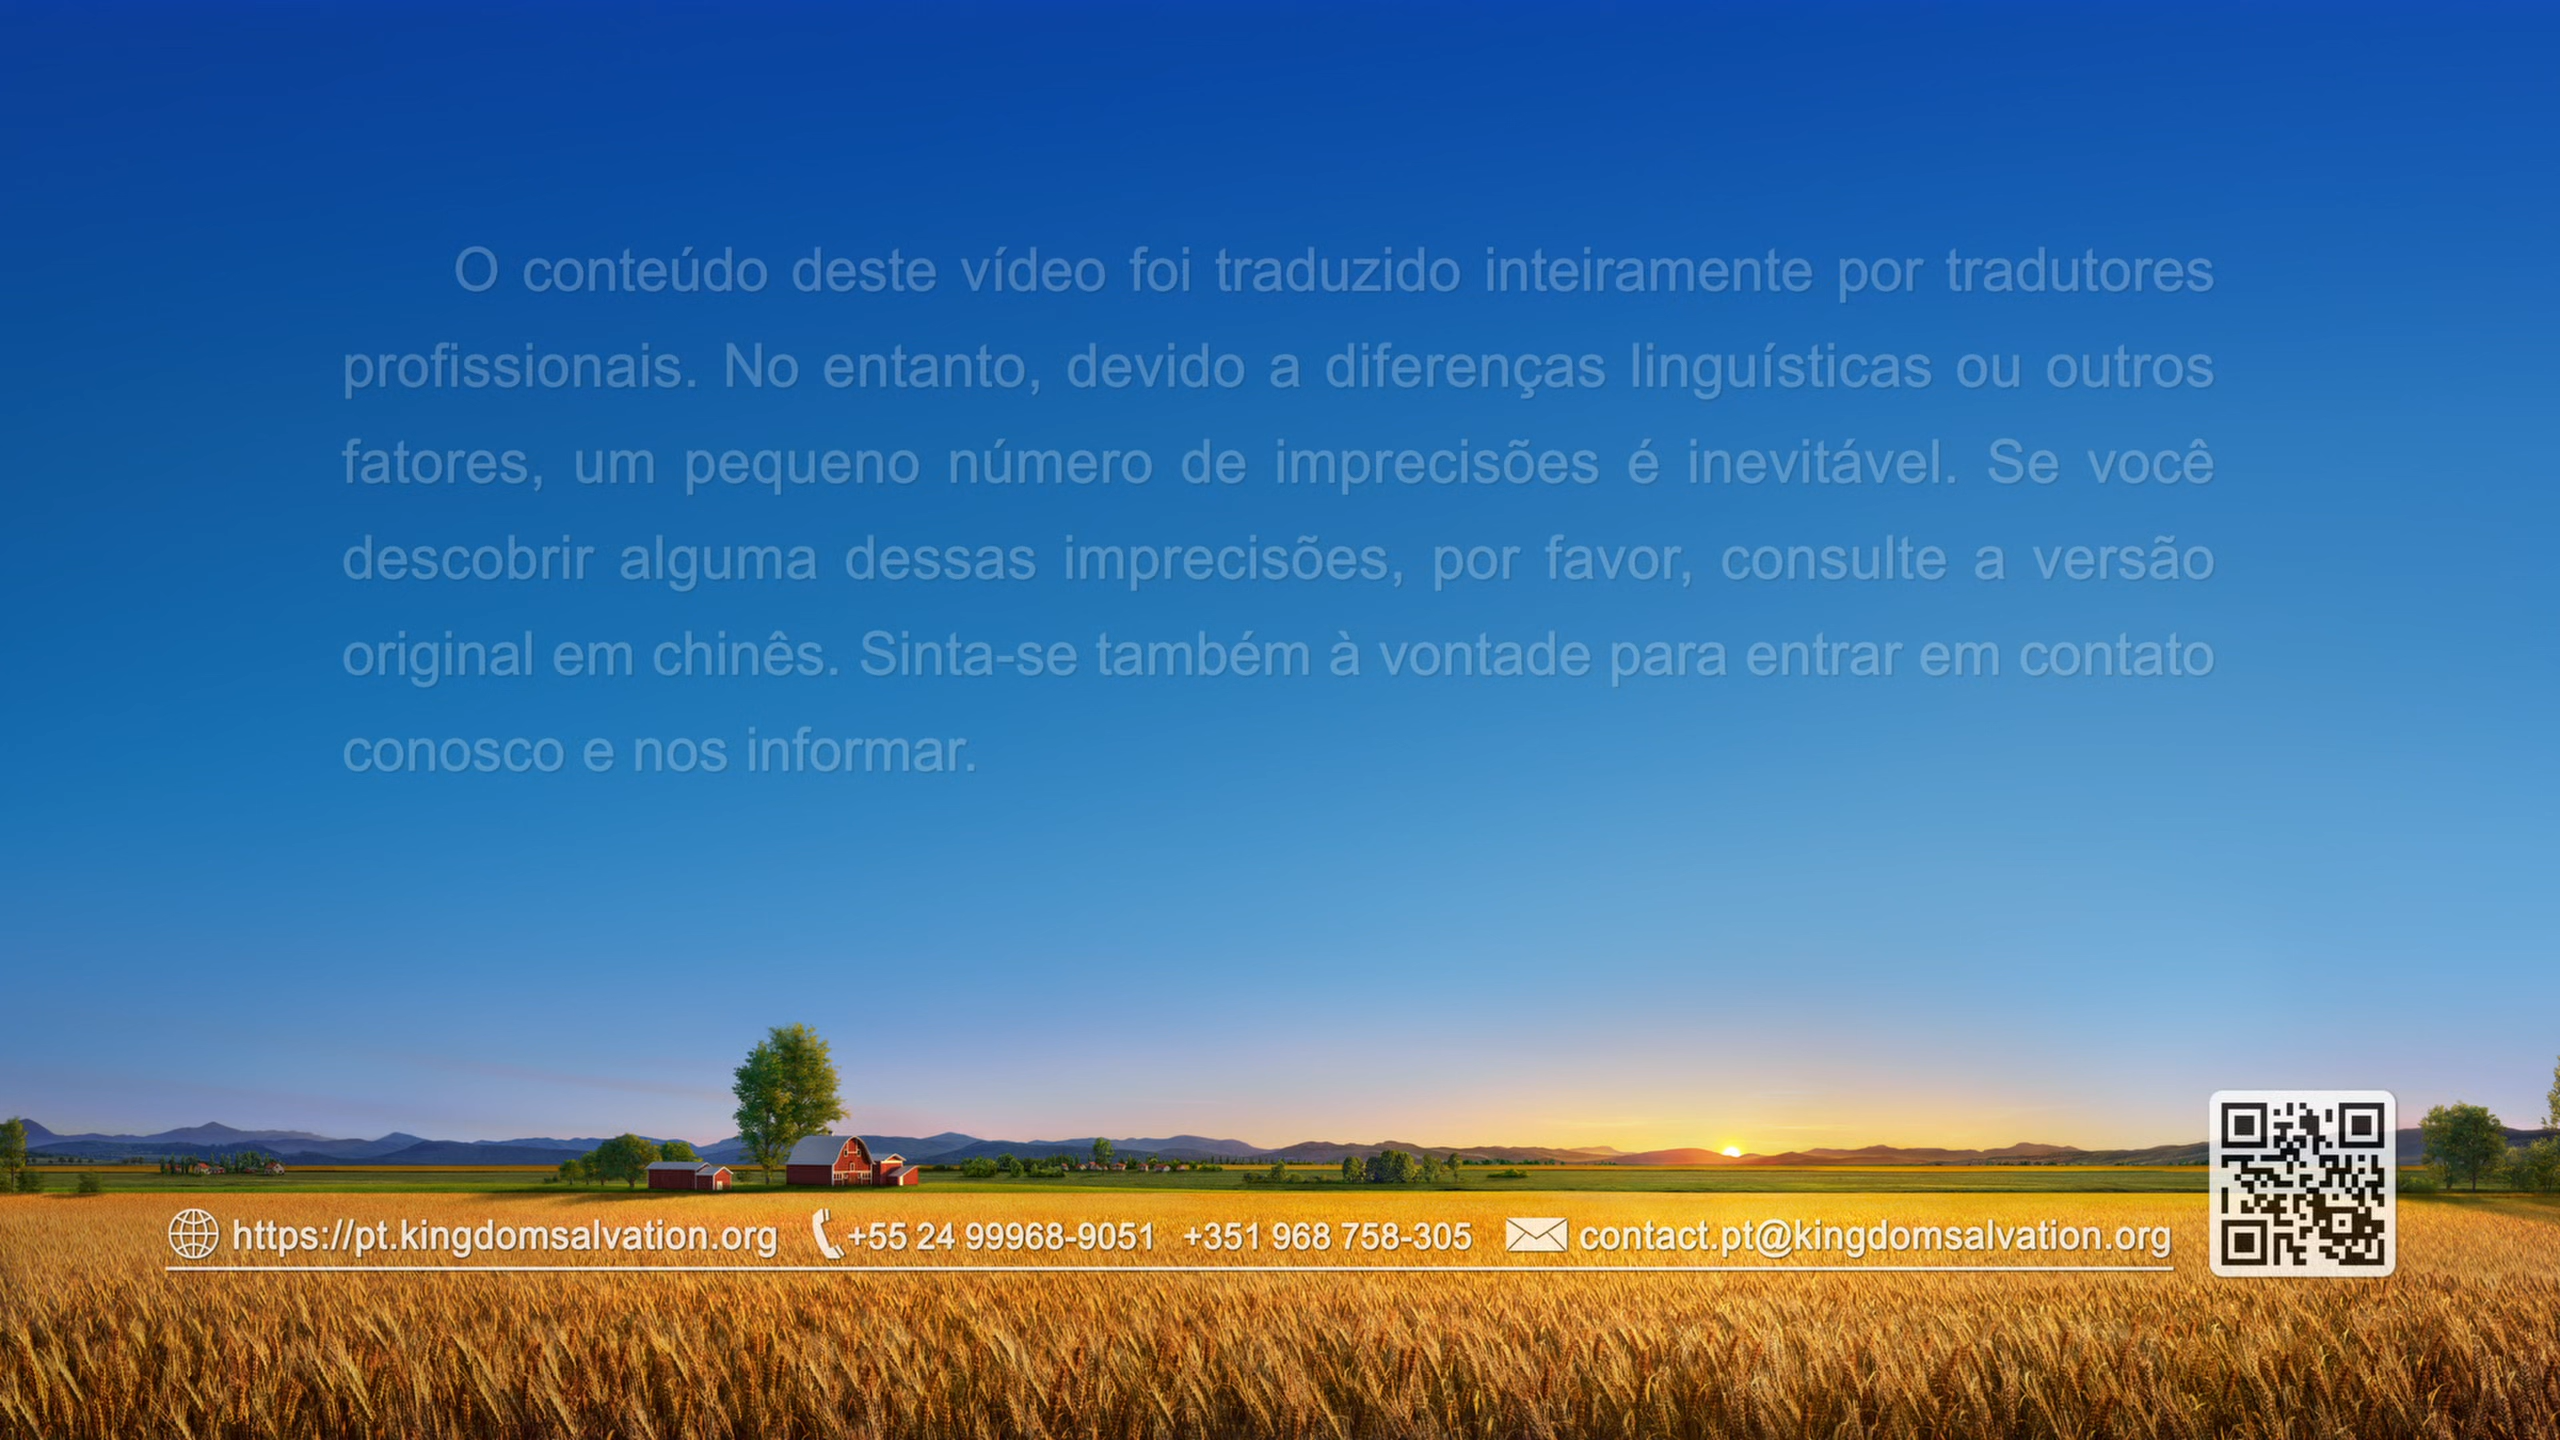 O conteúdo deste vídeo foi traduzido inteiramente por tradutores
profissionais. No entanto, devido a diferenças linguísticas ou outros
fatores, um pequeno número de imprecisões é inevitável. Se você
descobrir alguma dessas imprecisões, por favor, consulte a versão
original em chinês. Sinta-se também à vontade para entrar em contato
conosco e nos informar.
https://pt.kingdomsalvation.org +55 24 99968-9051 +351 968 758-305 contact.pt@kingdomsalvation.org